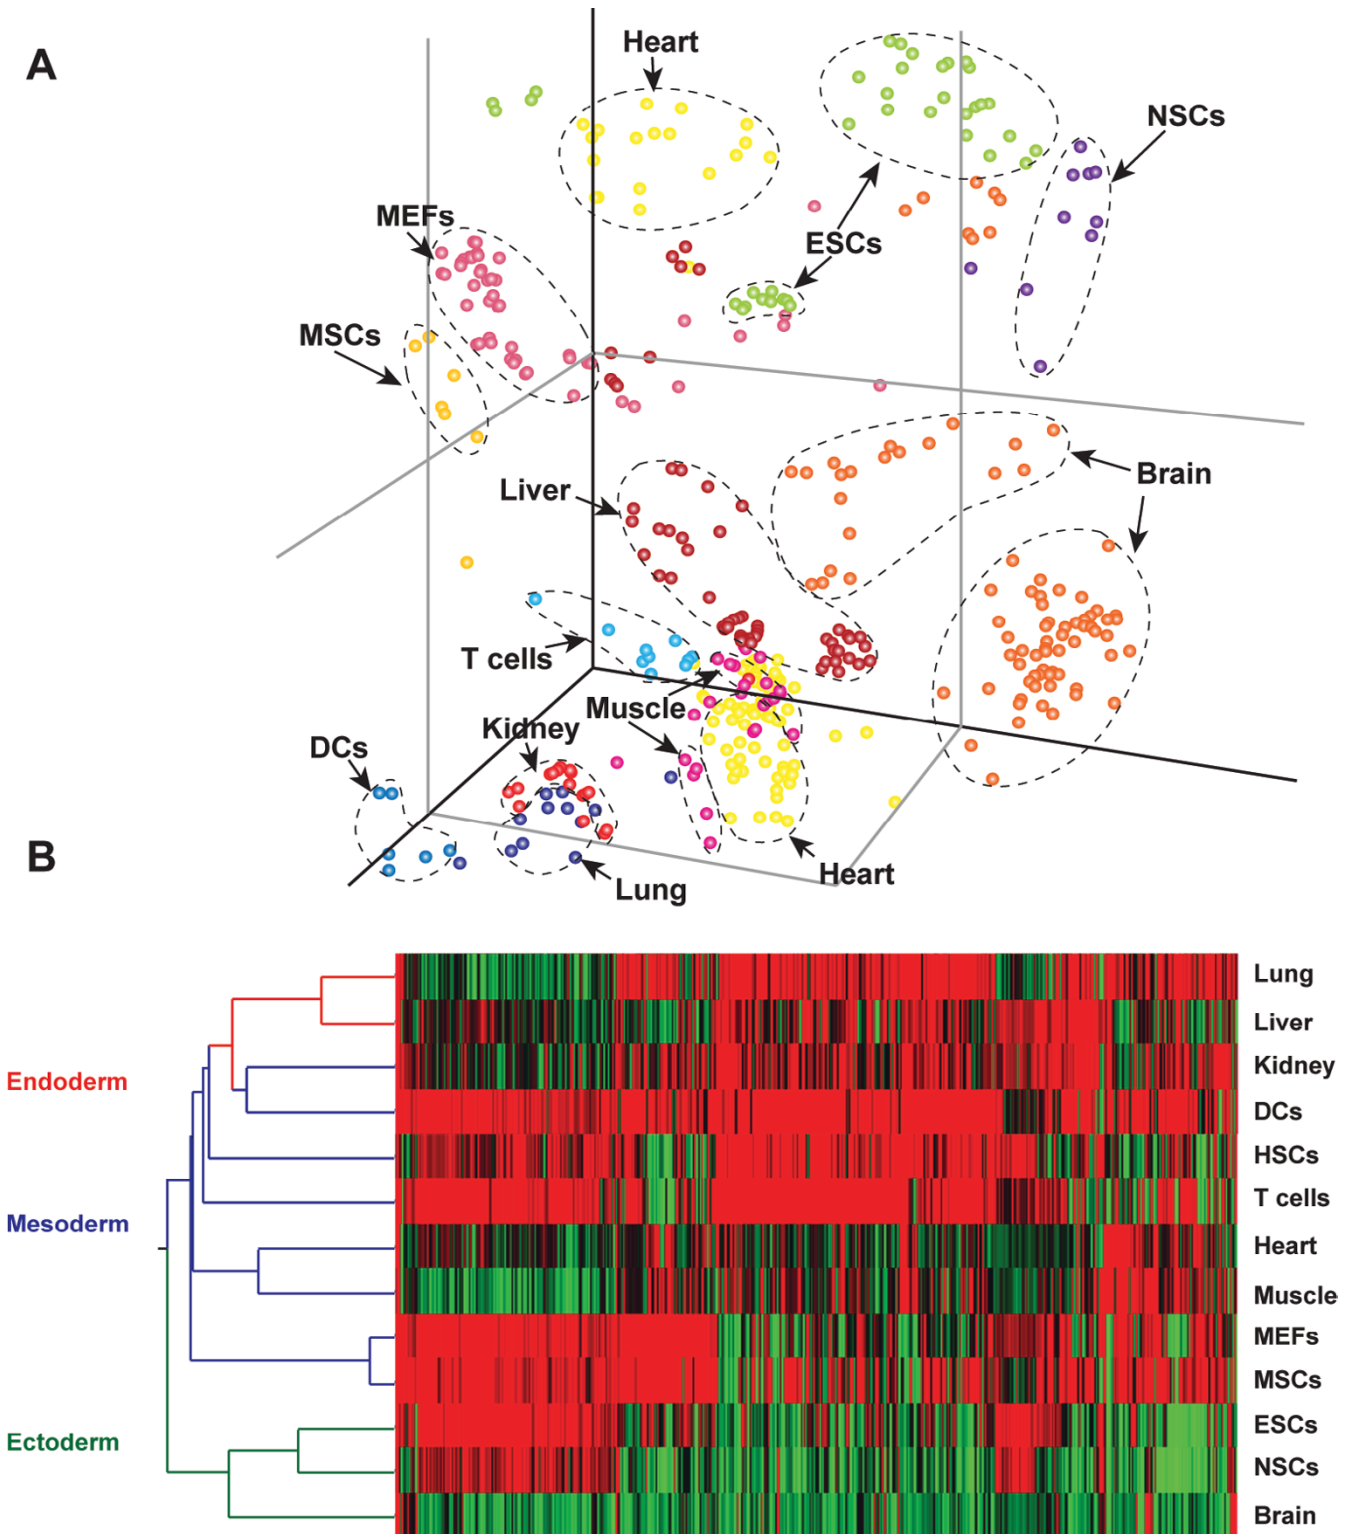 A
Heart
NSCs
MEFs
ESCs
MSCs
Brain
Liver
T cells
Muscle
Kidney
DCs
Heart
Lung
B
Lung
Liver
Kidney
Endoderm
DCs
HSCs
T cells
Mesoderm
Heart
Muscle
MEFs
MSCs
ESCs
Ectoderm
NSCs
Brain